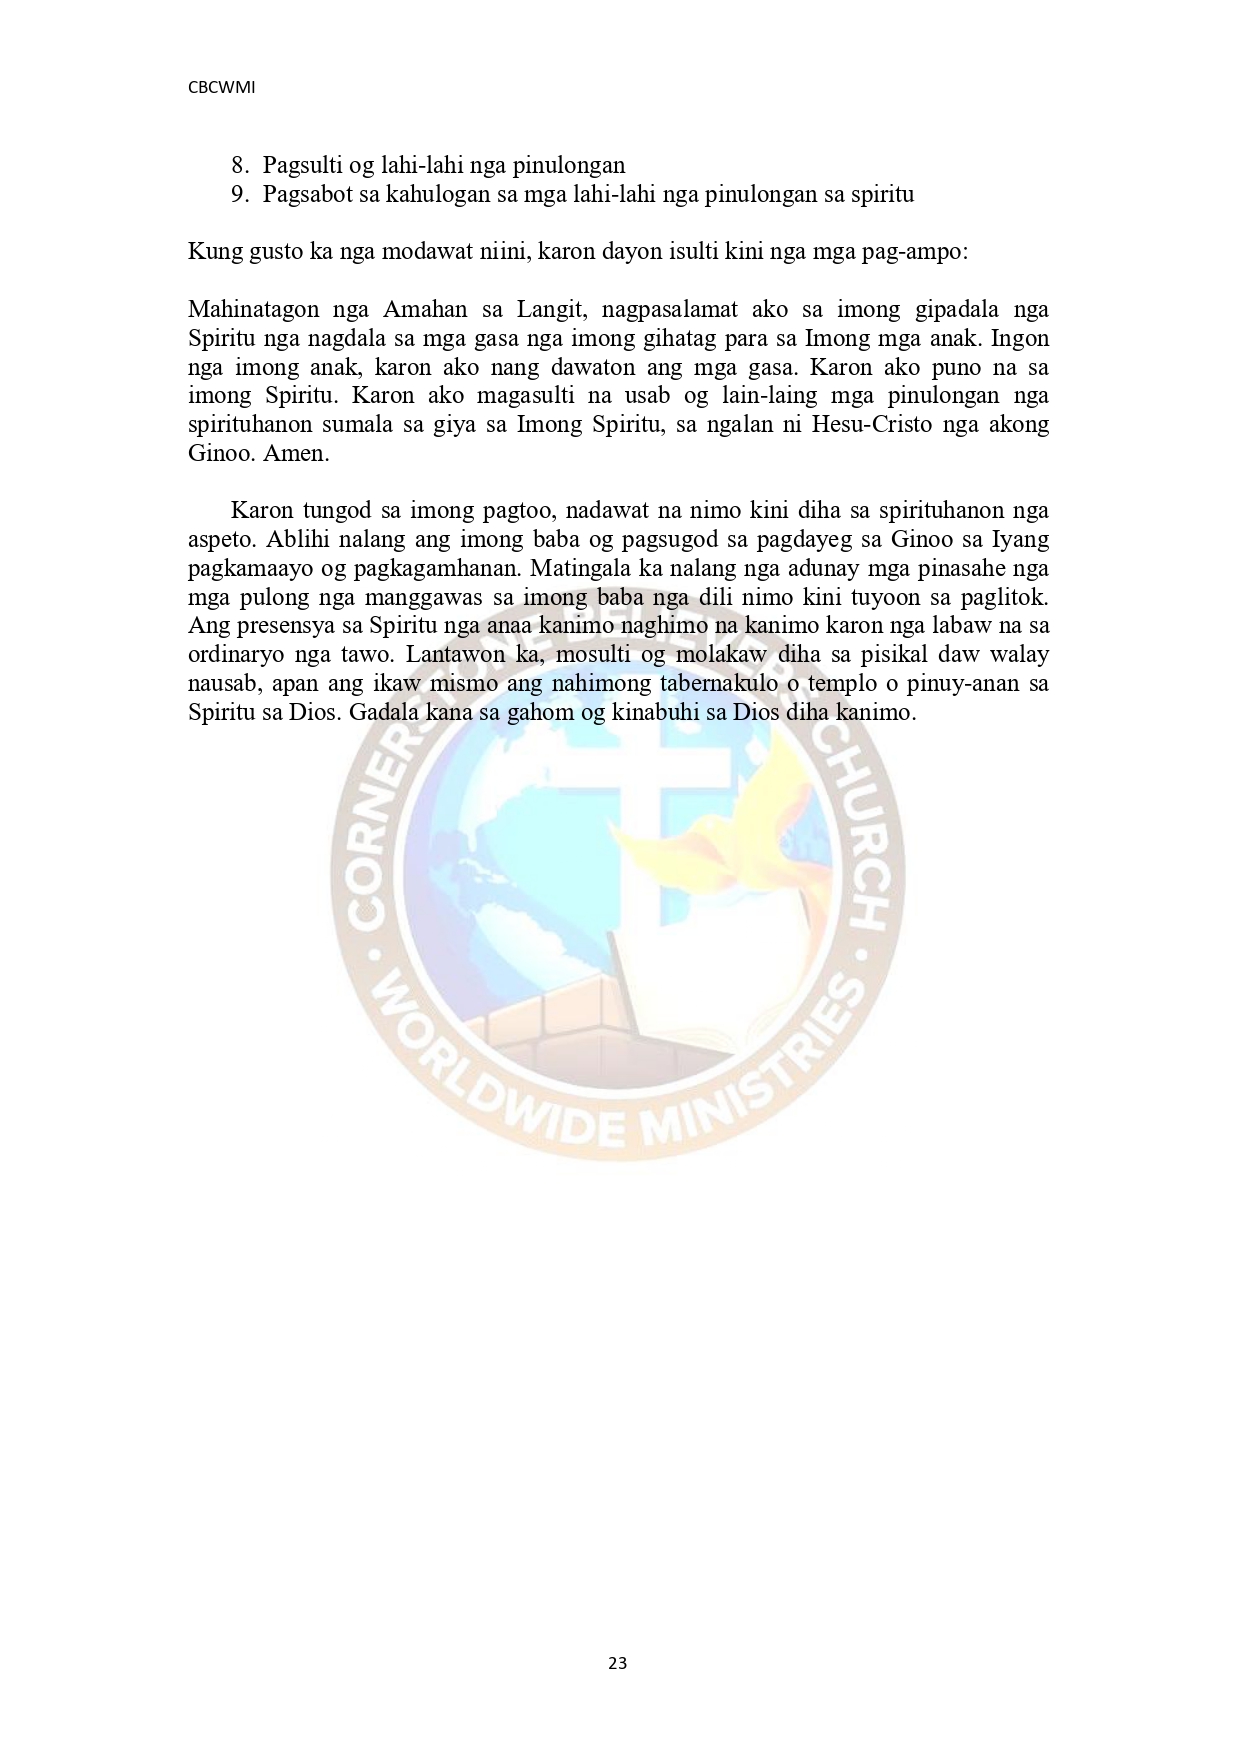 CBCWMI
8. Pagsulti og lahi-lahi nga pinulongan
9. Pagsabot sa kahulogan sa mga lahi-lahi nga pinulongan sa spiritu
Kung gusto ka nga modawat niini, karon dayon isulti kini nga mga pag-ampo:
Mahinatagon nga Amahan sa Langit, nagpasalamat ako sa imong gipadala nga
Spiritu nga nagdala sa mga gasa nga imong gihatag para sa Imong mga anak. Ingon
nga imong anak, karon ako nang dawaton ang mga gasa. Karon ako puno na sa
imong Spiritu. Karon ako magasulti na usab og lain-laing mga pinulongan nga
spirituhanon sumala sa giya sa Imong Spiritu, sa ngalan ni Hesu-Cristo nga akong
Ginoo. Amen.
Karon tungod sa imong pagtoo, nadawat na nimo kini diha sa spirituhanon nga
aspeto. Ablihi nalang ang imong baba og pagsugod sa pagdayeg sa Ginoo sa Iyang
pagkamaayo og pagkagamhanan. Matingala ka nalang nga adunay mga pinasahe nga
mga pulong nga manggawas sa imong baba nga dili nimo kini tuyoon sa paglitok.
Ang presensya sa Spiritu nga anaa kanimo naghimo na kanimo karon nga labaw na sa
ordinaryo nga tawo. Lantawon ka, mosulti og molakaw diha sa pisikal daw walay
nausab, apan ang ikaw mismo ang nahimong tabernakulo o templo o pinuy-anan sa
Spiritu sa Dios. Gadala kana sa gahom og kinabuhi sa Dios diha kanimo.
CORNERSTONE BELIEVERS CHURCH
• WORLDWIDE MINISTRIES •
23